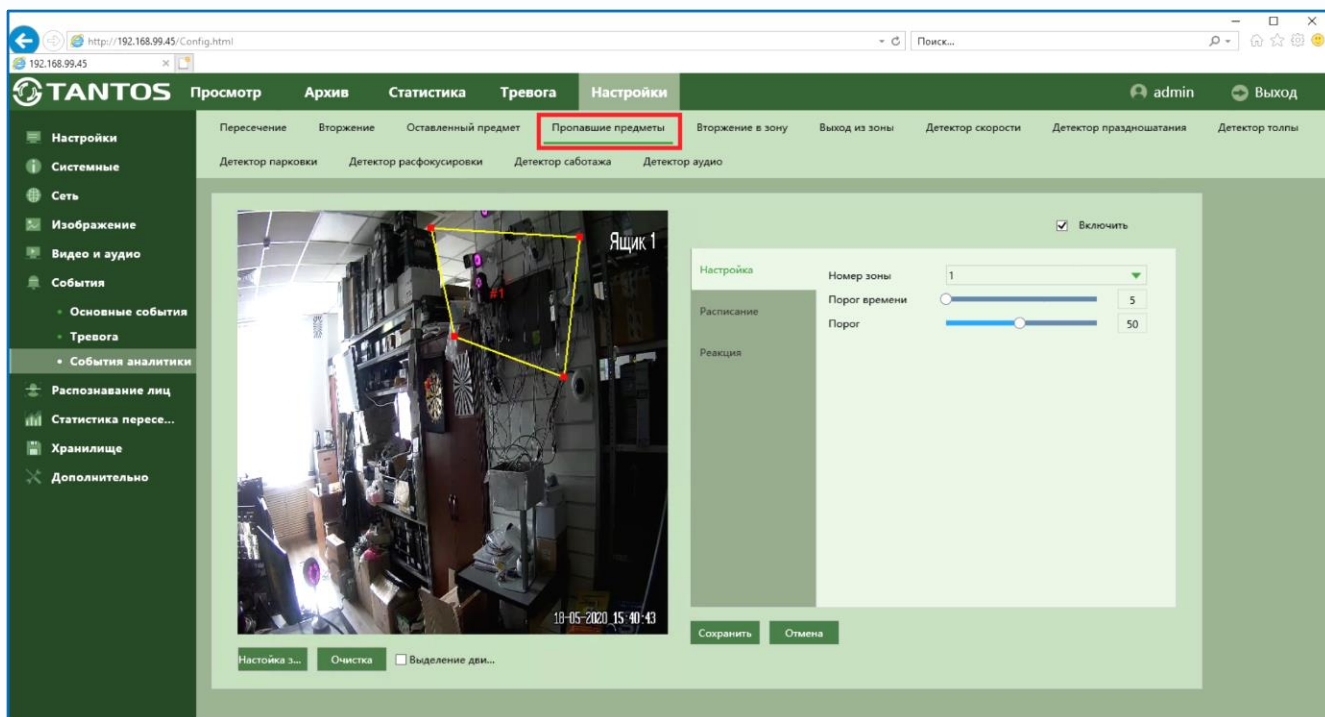 http://192.168.99.45/Config.html
Поиск...
192.168.99.45
TANTOS Просмотр Архив Статистика Тревога Настройки admin Выход
Пересечение Вторжение Оставленный предмет Пропавшие предметы Вторжение в зону Выход из зоны Детектор скорости Детектор праздношатания Детектор толпы
Детектор парковки Детектор расфокусировки Детектор саботажа Детектор аудио
Настройки
Системные
Сеть
Изображение
Видео и аудио
События
Основные события
Тревога
События аналитики
Распознавание лиц
Статистика пересе...
Хранилище
Дополнительно
Ящик 1
#1
18-05-2020 15:40:43
Настойка з... Очистка Выделение дви...
Включить
Настройка
Расписание
Реакция
Номер зоны 1
Порог времени 5
Порог 50
Сохранить Отмена